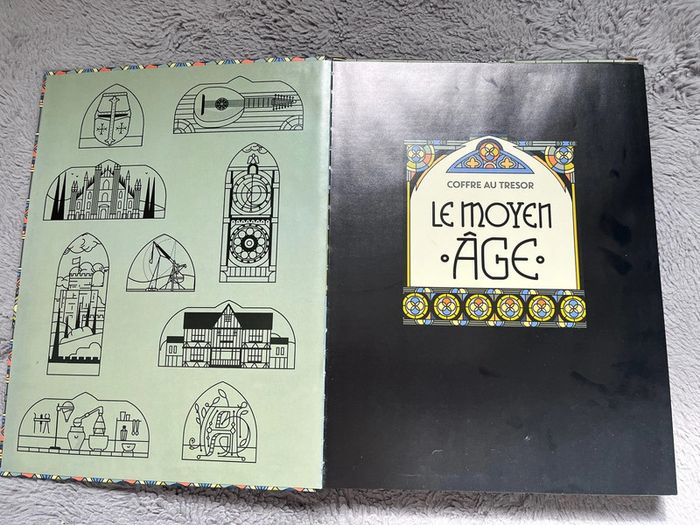 COFFRE AU TRESOR
LE MOYEN
·ÂGE·